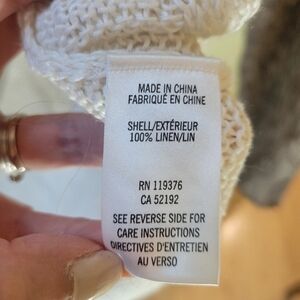 MADE IN CHINA
FABRIQUÉ EN CHINE
SHELL/EXTÉRIEUR
100% LINEN/LIN
RN 119376
CA 52192
SEE REVERSE SIDE FOR
CARE INSTRUCTIONS
DIRECTIVES D'ENTRETIEN
AU VERSO